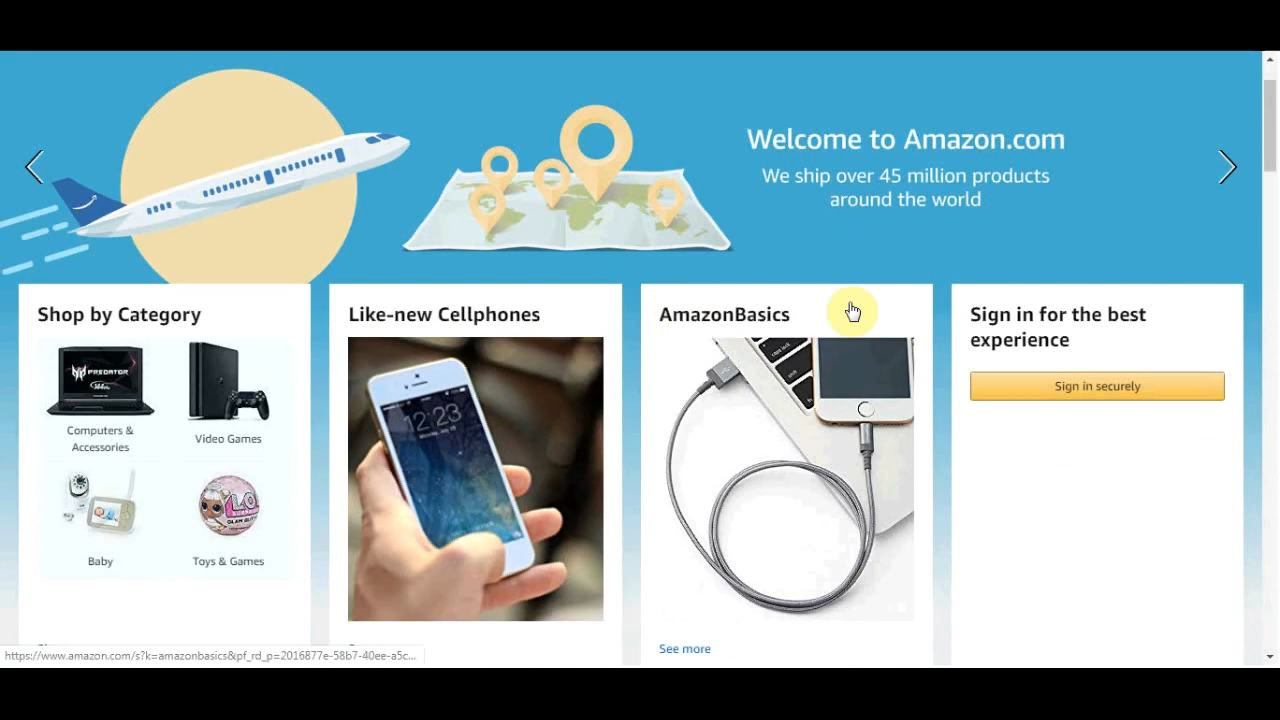 Welcome to Amazon.com
We ship over 45 million products
around the world
Shop by Category
PREDATOR
Computers &
Accessories
Video Games
Baby
Toys & Games
Like-new Cellphones
12:23
AmazonBasics
See more
Sign in for the best
experience
Sign in securely
https://www.amazon.com/s?k=amazonbasics&pf_rd_p=2016877e-58b7-40ee-a5c...